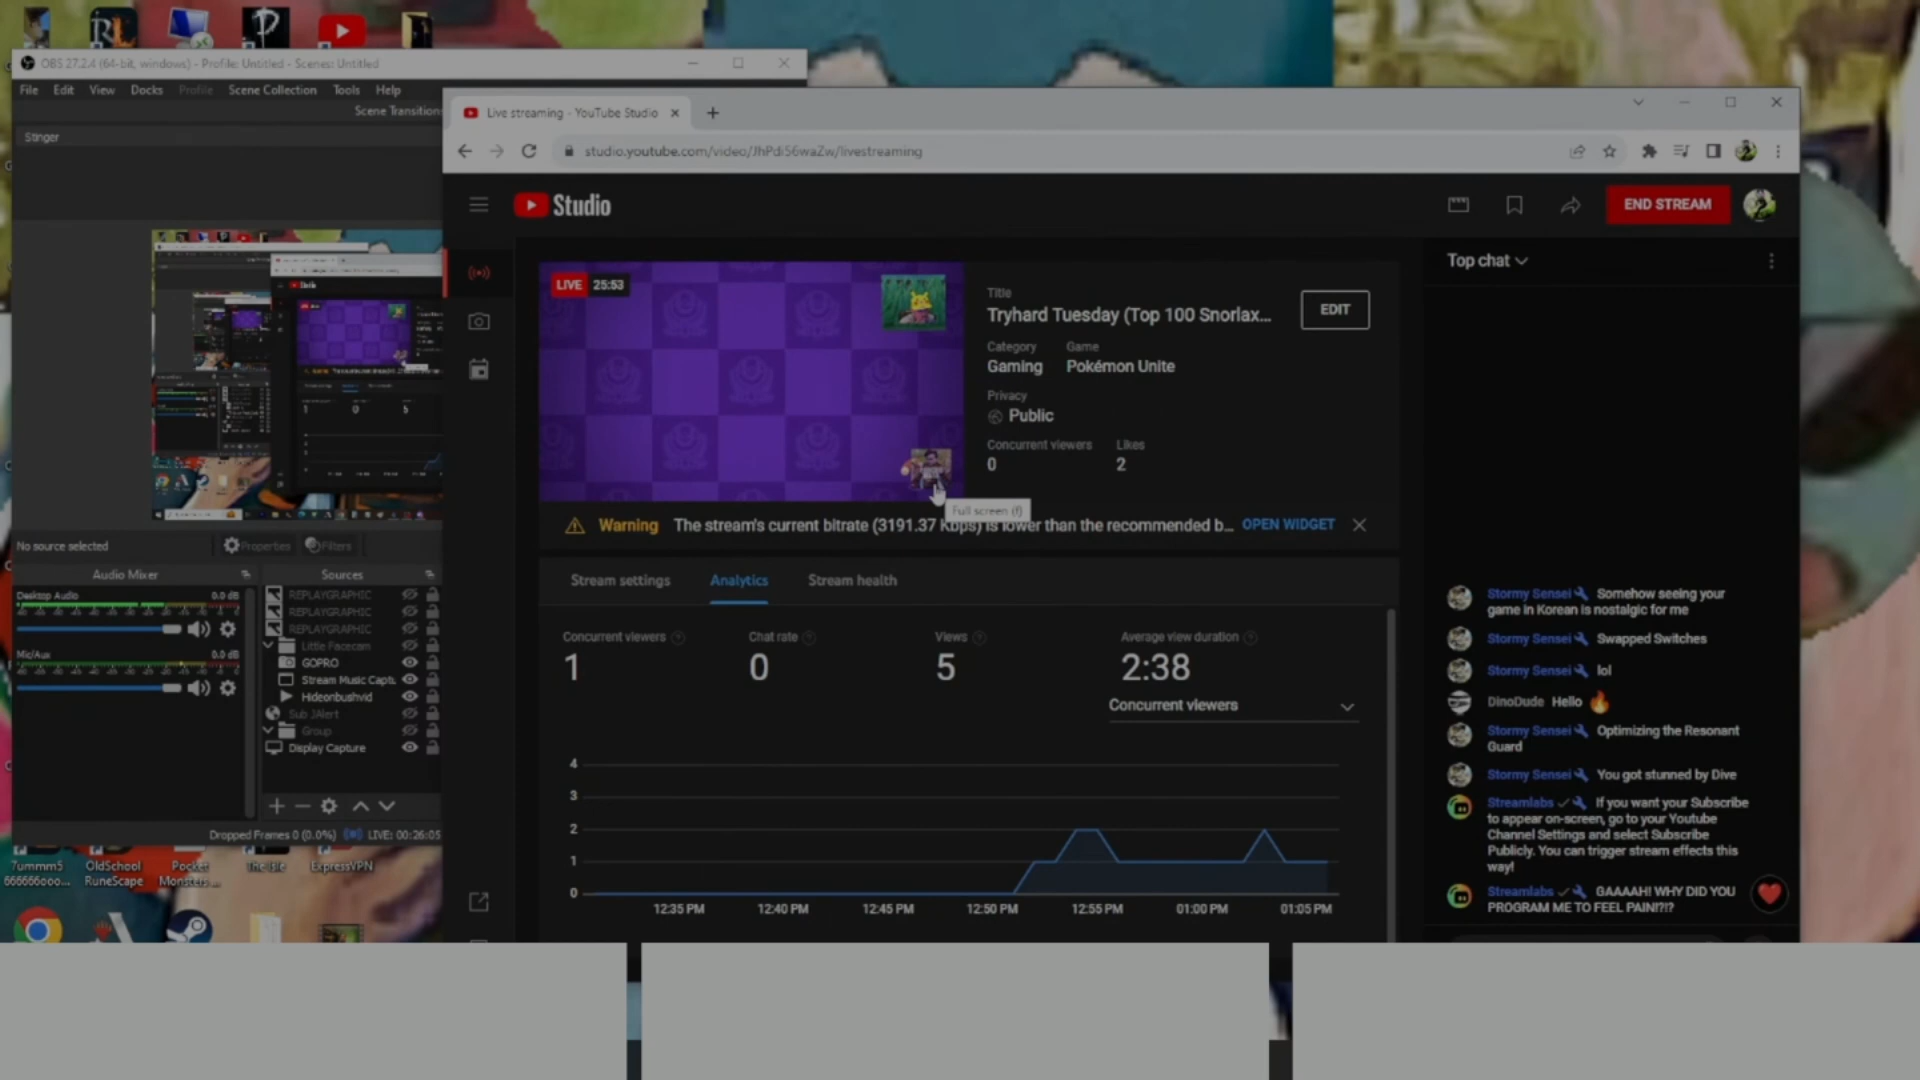 OBS 27.2.4 (64-bit, windows) - Profile: Untitled - Scenes: Untitled
File Edit View Docks Profile Scene Collection Tools Help
Scene Transition
Stinger
Live streaming - YouTube Studio
studio.youtube.com/video/JhPdi56waZw/livestreaming
Studio
END STREAM
LIVE 25:53
Title
Tryhard Tuesday (Top 100 Snorlax...
EDIT
Category Game
Gaming Pokémon Unite
Privacy
Public
Concurrent viewers Likes
0 2
Full screen (f)
Warning The stream's current bitrate (3191.37 Kbps) is lower than the recommended b... OPEN WIDGET
Stream settings Analytics Stream health
Concurrent viewers Chat rate Views Average view duration
1 0 5 2:38
Concurrent viewers
4
3
2
1
0
12:35 PM 12:40 PM 12:45 PM 12:50 PM 12:55 PM 01:00 PM 01:05 PM
Top chat
Stormy Sensei Somehow seeing your
game in Korean is nostalgic for me
Stormy Sensei Swapped Switches
Stormy Sensei lol
DinoDude Hello
Stormy Sensei Optimizing the Resonant
Guard
Stormy Sensei You got stunned by Dive
Streamlabs If you want your Subscribe
to appear on-screen, go to your Youtube
Channel Settings and select Subscribe
Publicly. You can trigger stream effects this
way!
Streamlabs GAAAAH! WHY DID YOU
PROGRAM ME TO FEEL PAIN!?!?
No source selected Properties Filters
Audio Mixer
Desktop Audio 0.0 dB
Mic/Aux 0.0 dB
Sources
REPLAYGRAPHIC
REPLAYGRAPHIC
REPLAYGRAPHIC
Little Facecam
GOPRO
Stream Music Capt
Hideonbushvid
Sub JAlert
Group
Display Capture
Dropped Frames 0 (0.0%) LIVE: 00:26:05
7ummm5
666666ooo...
OldSchool
RuneScape
Pocket
Monsters...
The Isle
ExpressVPN